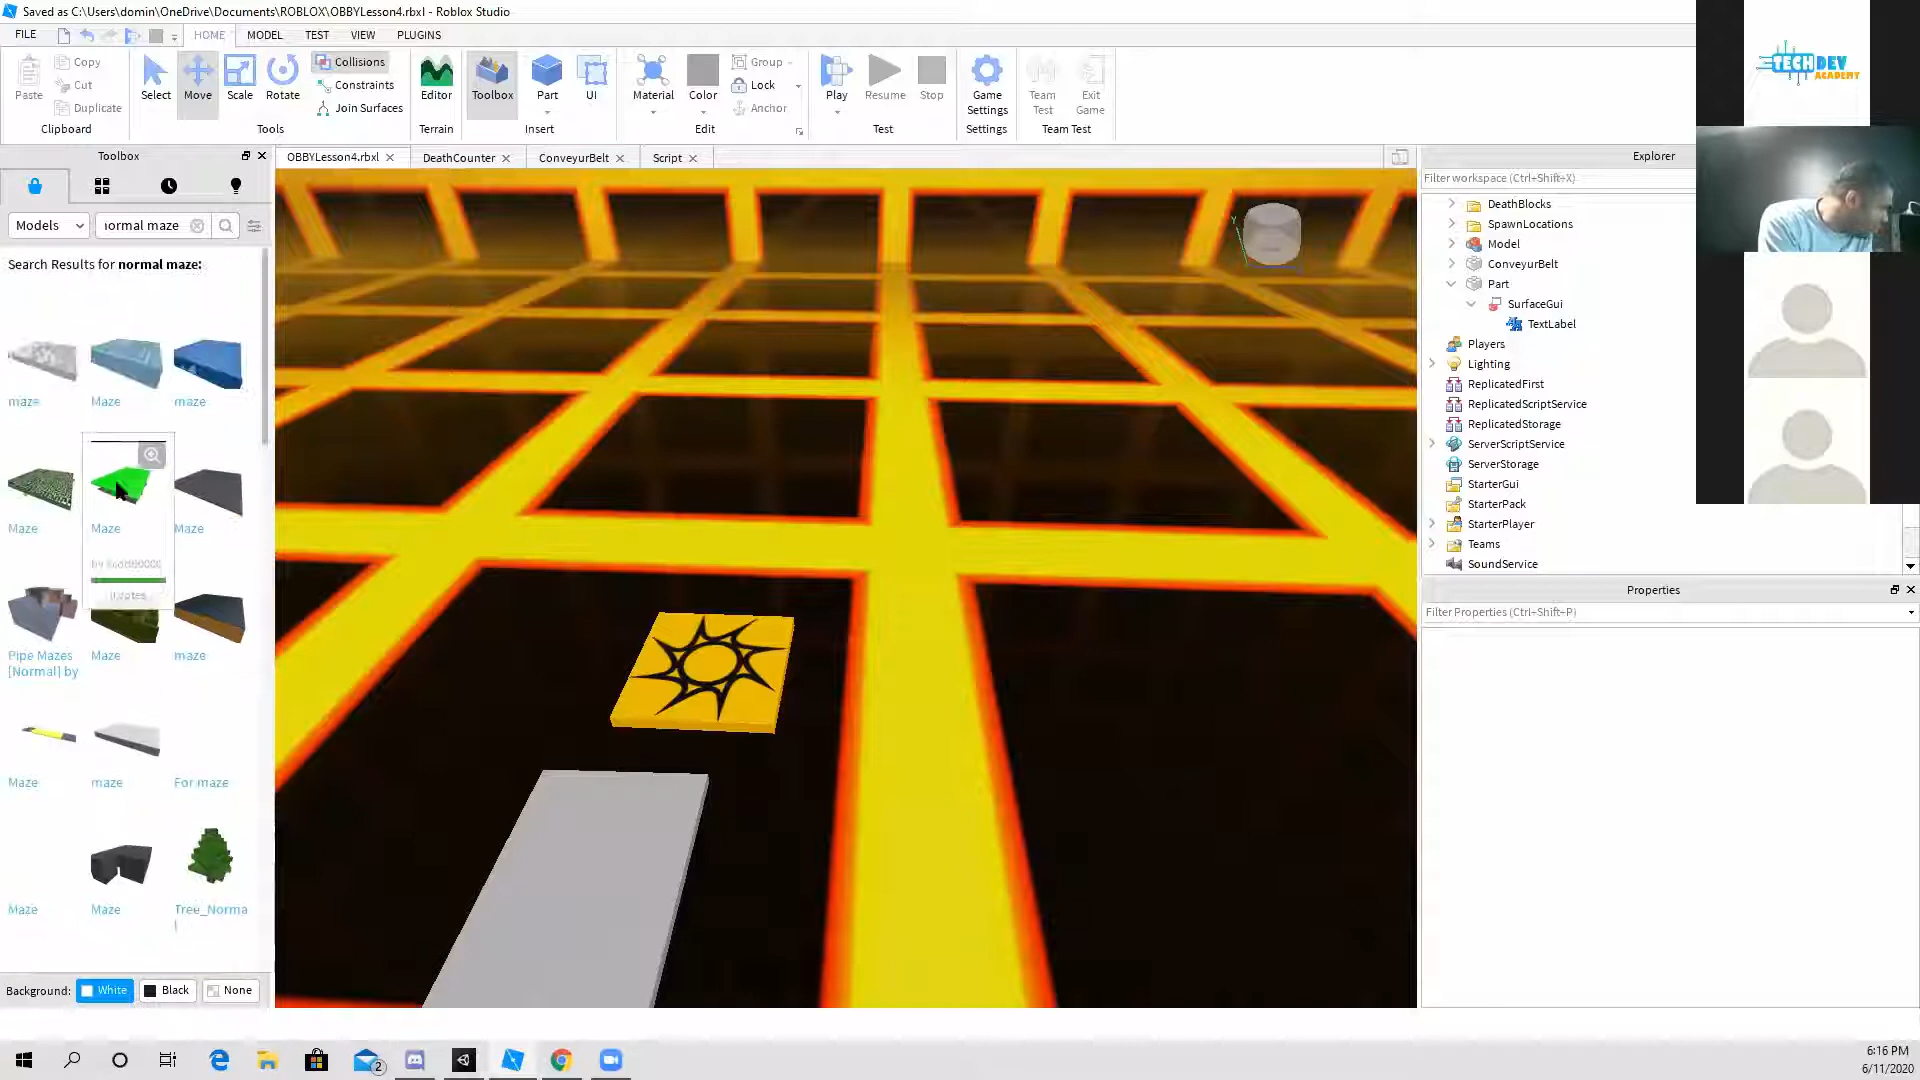 Saved as C:\Users\domin\OneDrive\Documents\ROBLOX\OBBYLesson4.rbxl - Roblox Studio
FILE HOME MODEL TEST VIEW PLUGINS
Paste Copy Cut Duplicate Clipboard
Select Move Scale Rotate Collisions Constraints Join Surfaces Tools
Editor Terrain
Toolbox Part UI Insert
Material Color Group Lock Anchor Edit
Play Resume Stop Test
Game Settings Settings
Team Test Exit Game Team Test
TECHDEV ACADEMY
Toolbox
OBBYLesson4.rbxl DeathCounter ConveyurBelt Script
Models
normal maze
Search Results for normal maze:
maze Maze maze
Maze Maze Maze
Pipe Mazes [Normal] by
Maze maze
Maze maze For maze
Maze Maze Tree_Normal
Background: White Black None
Y
Explorer
Filter workspace (Ctrl+Shift+X)
DeathBlocks
SpawnLocations
Model
ConveyurBelt
Part
SurfaceGui
TextLabel
Players
Lighting
ReplicatedFirst
ReplicatedScriptService
ReplicatedStorage
ServerScriptService
ServerStorage
StarterGui
StarterPack
StarterPlayer
Teams
SoundService
Properties
Filter Properties (Ctrl+Shift+P)
2
6:16 PM
6/11/2020